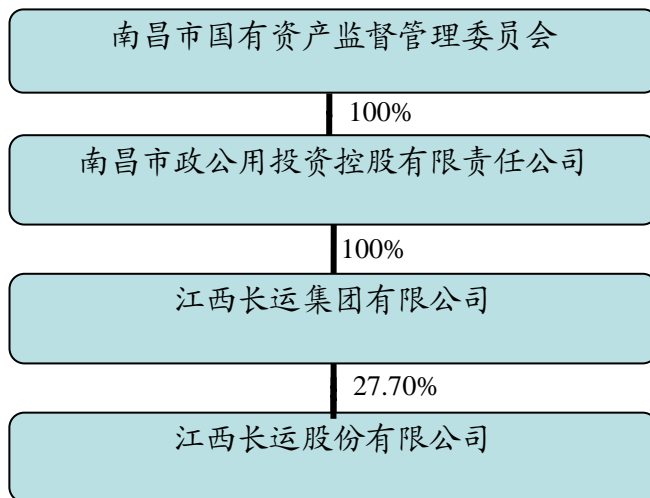 南昌市国有资产监督管理委员会
100%
南昌市政公用投资控股有限责任公司
100%
江西长运集团有限公司
27.70%
江西长运股份有限公司